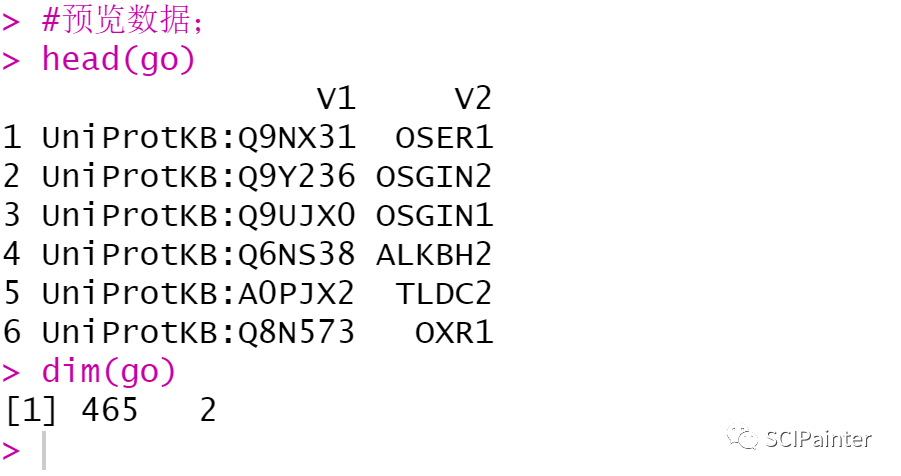 > #预览数据;
> head(go)
V1 V2
1 UniProtKB:Q9NX31 OSER1
2 UniProtKB:Q9Y236 OSGIN2
3 UniProtKB:Q9UJX0 OSGIN1
4 UniProtKB:Q6NS38 ALKBH2
5 UniProtKB:A0PJX2 TLDC2
6 UniProtKB:Q8N573 OXR1
> dim(go)
[1] 465 2
>
SCIPainter